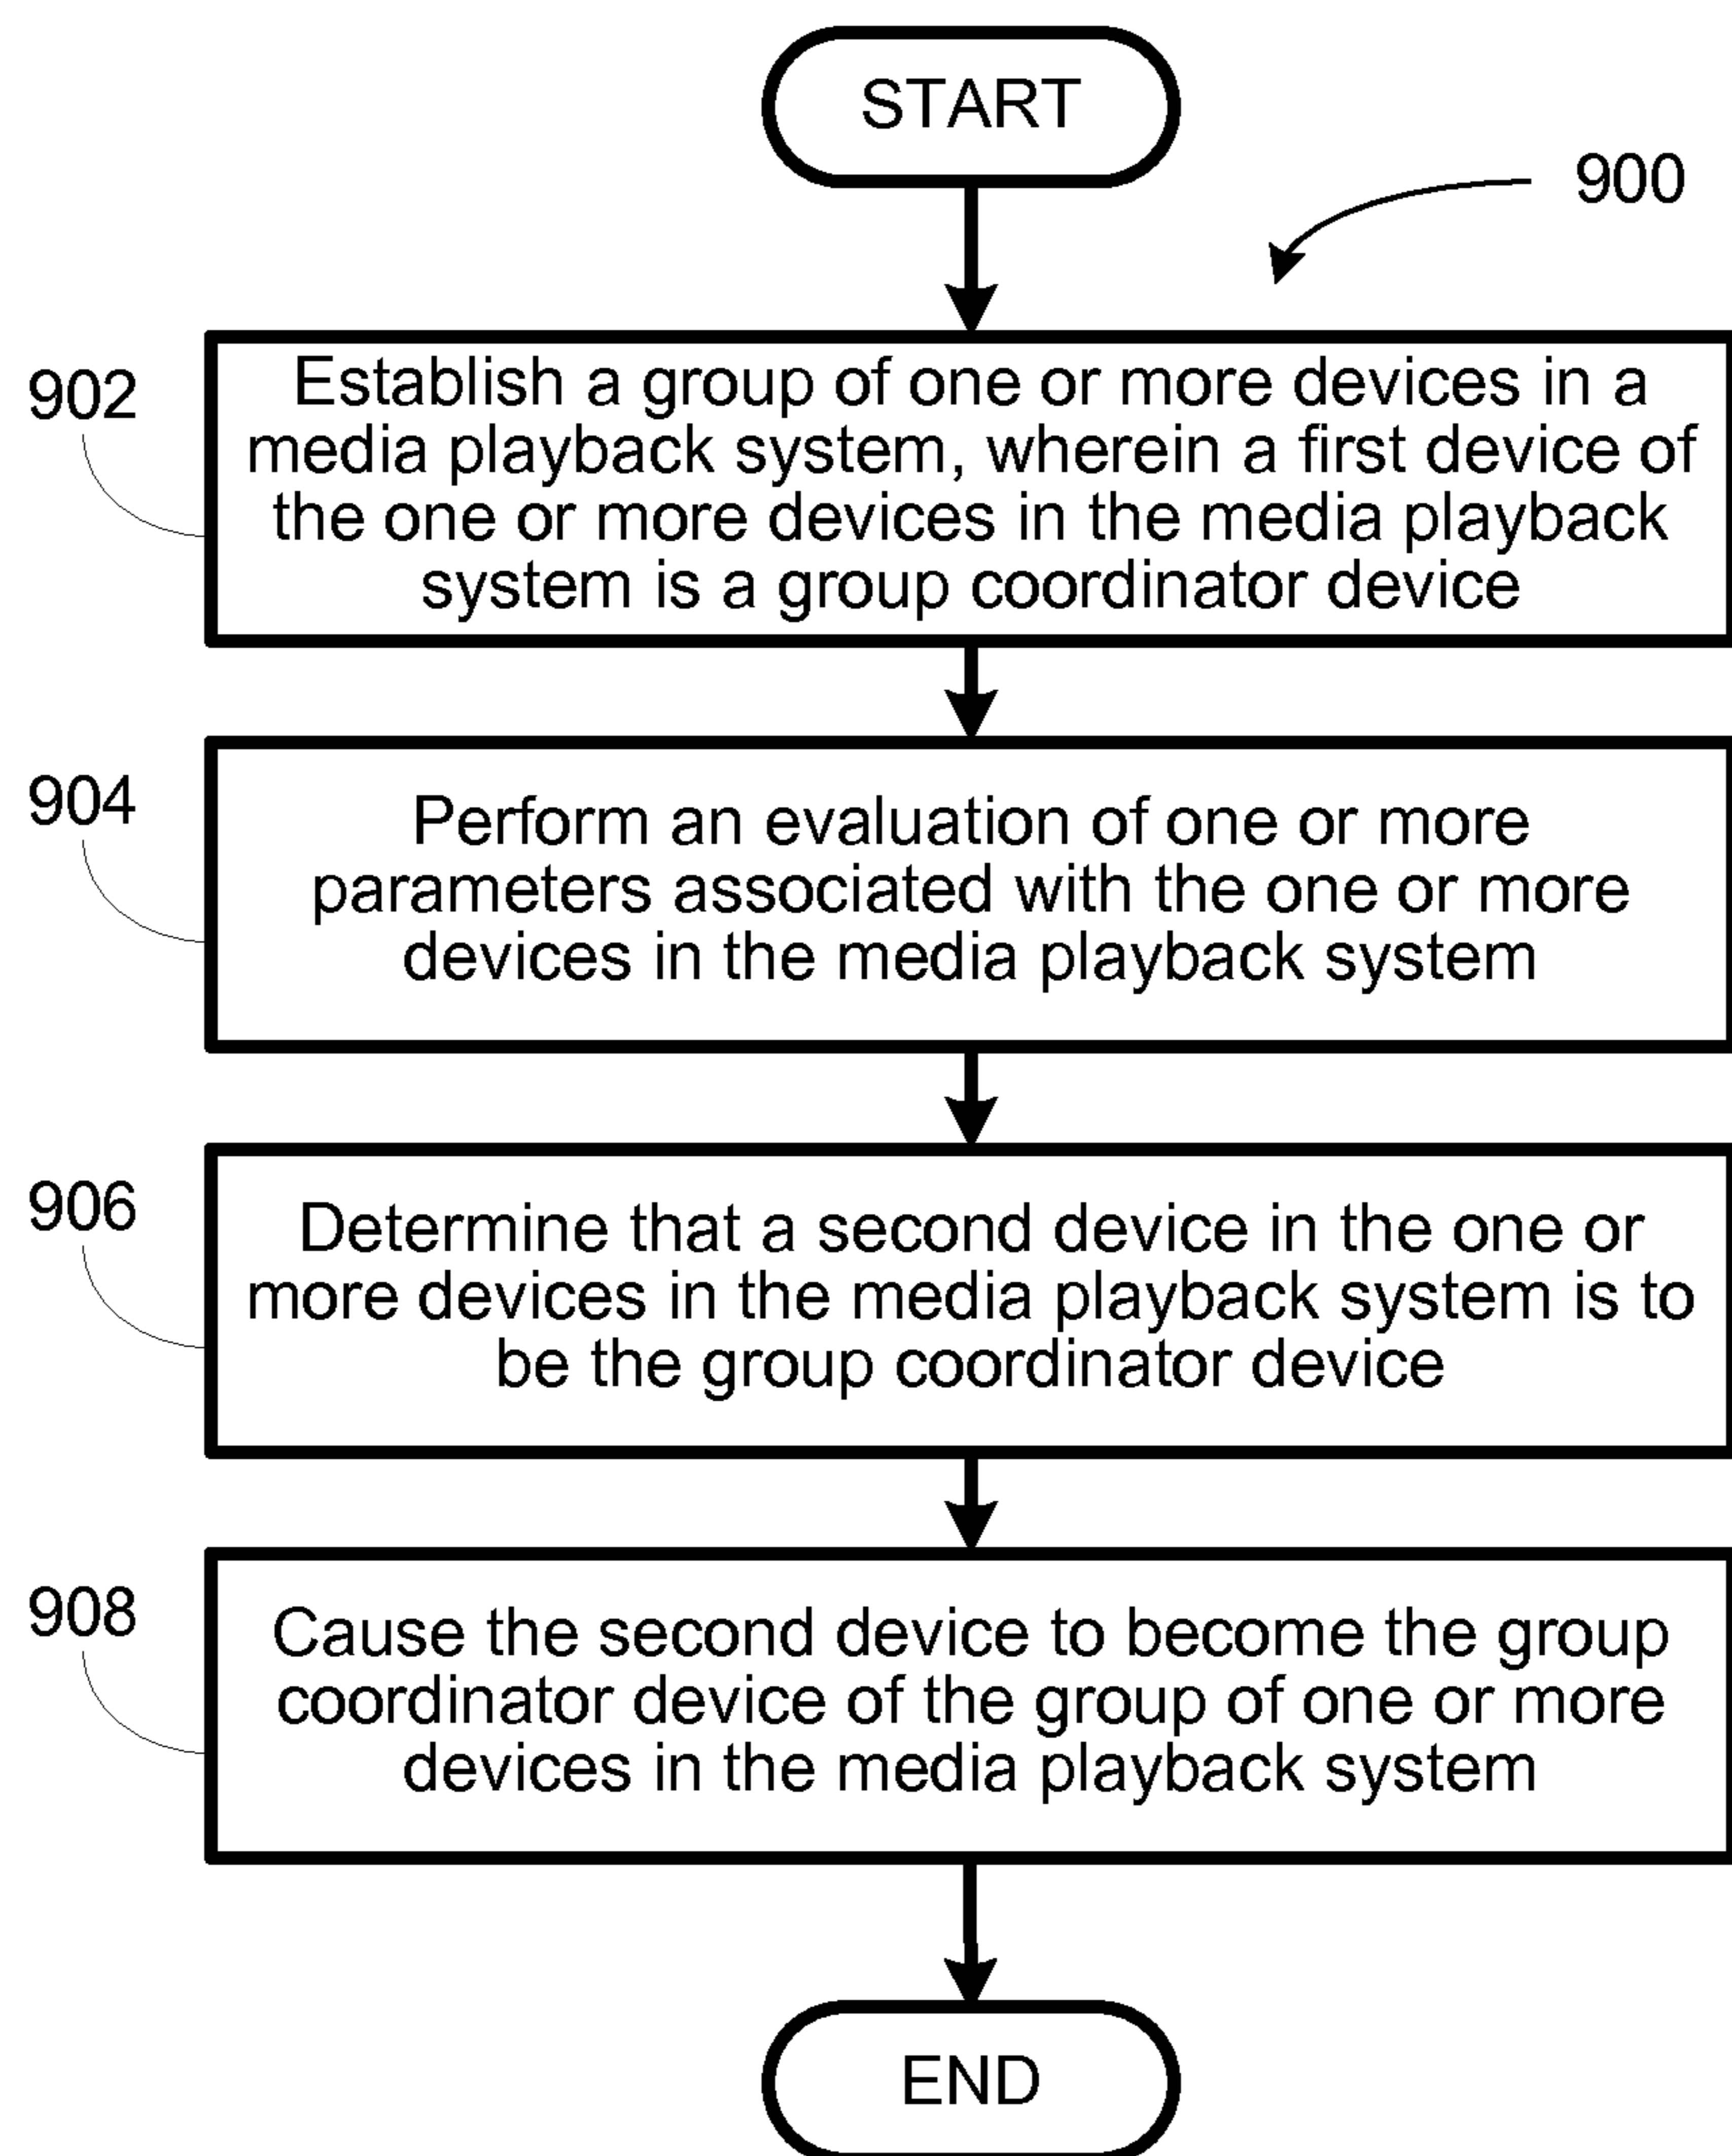 START
900
902
Establish a group of one or more devices in a
media playback system, wherein a first device of
the one or more devices in the media playback
system is a group coordinator device
904
Perform an evaluation of one or more
parameters associated with the one or more
devices in the media playback system
906
Determine that a second device in the one or
more devices in the media playback system is to
be the group coordinator device
908
Cause the second device to become the group
coordinator device of the group of one or more
devices in the media playback system
END